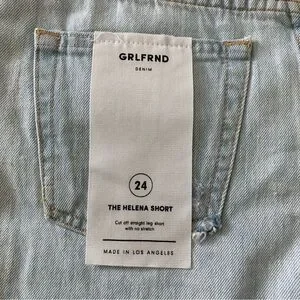 GRLFRND
DENIM
24
THE HELENA SHORT
Cut off straight leg short
with no stretch
MADE IN LOS ANGELES